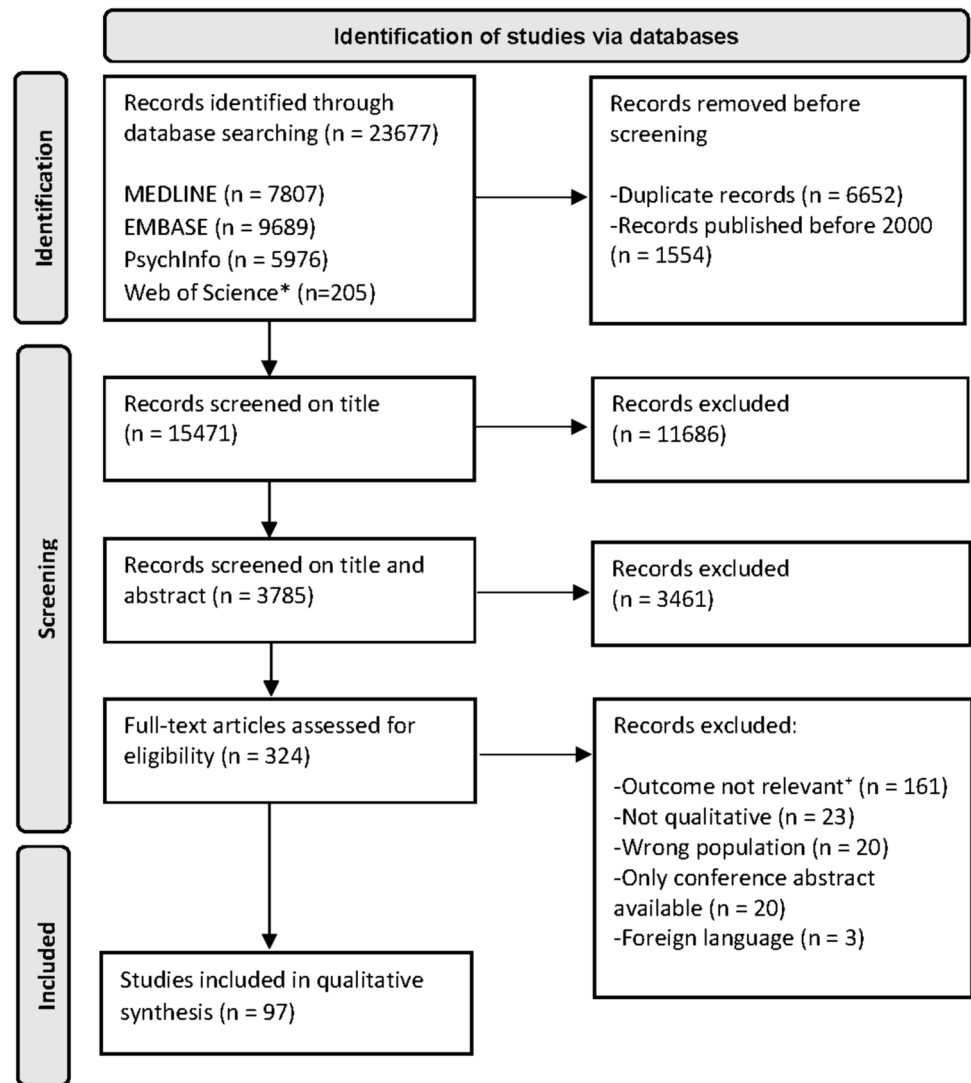 Identification of studies via databases
Identification
Records identified through
database searching (n = 23677)
MEDLINE (n = 7807)
EMBASE (n = 9689)
PsychInfo (n = 5976)
Web of Science* (n=205)
Records removed before
screening
-Duplicate records (n = 6652)
-Records published before 2000
(n = 1554)
Screening
Records screened on title
(n = 15471)
Records excluded
(n = 11686)
Records screened on title and
abstract (n = 3785)
Records excluded
(n = 3461)
Full-text articles assessed for
eligibility (n = 324)
Records excluded:
-Outcome not relevant⁺ (n = 161)
-Not qualitative (n = 23)
-Wrong population (n = 20)
-Only conference abstract
available (n = 20)
-Foreign language (n = 3)
Included
Studies included in qualitative
synthesis (n = 97)